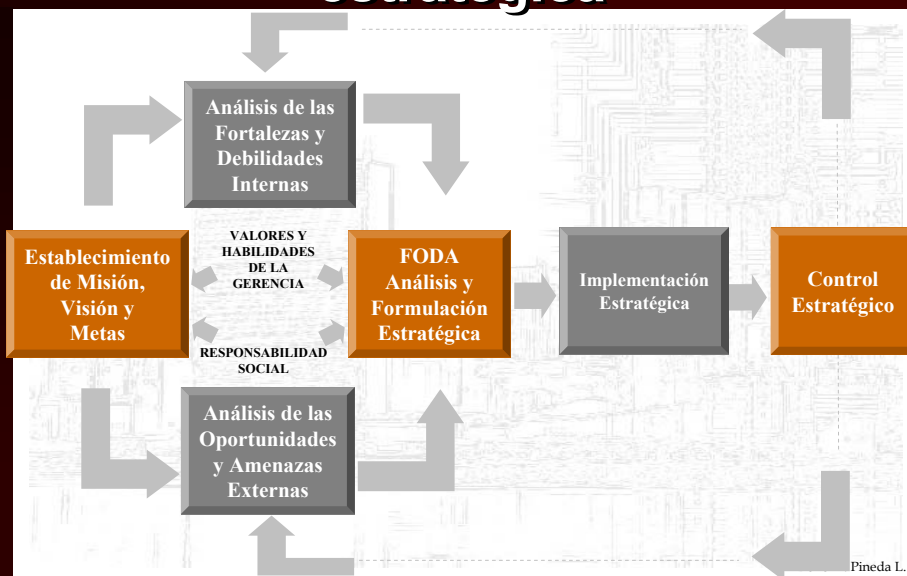 estratégica
Análisis de las
Fortalezas y
Debilidades
Internas
Establecimiento
de Misión,
Visión y
Metas
VALORES Y
HABILIDADES
DE LA
GERENCIA
RESPONSABILIDAD
SOCIAL
FODA
Análisis y
Formulación
Estratégica
Implementación
Estratégica
Control
Estratégico
Análisis de las
Oportunidades
y Amenazas
Externas
Pineda L.